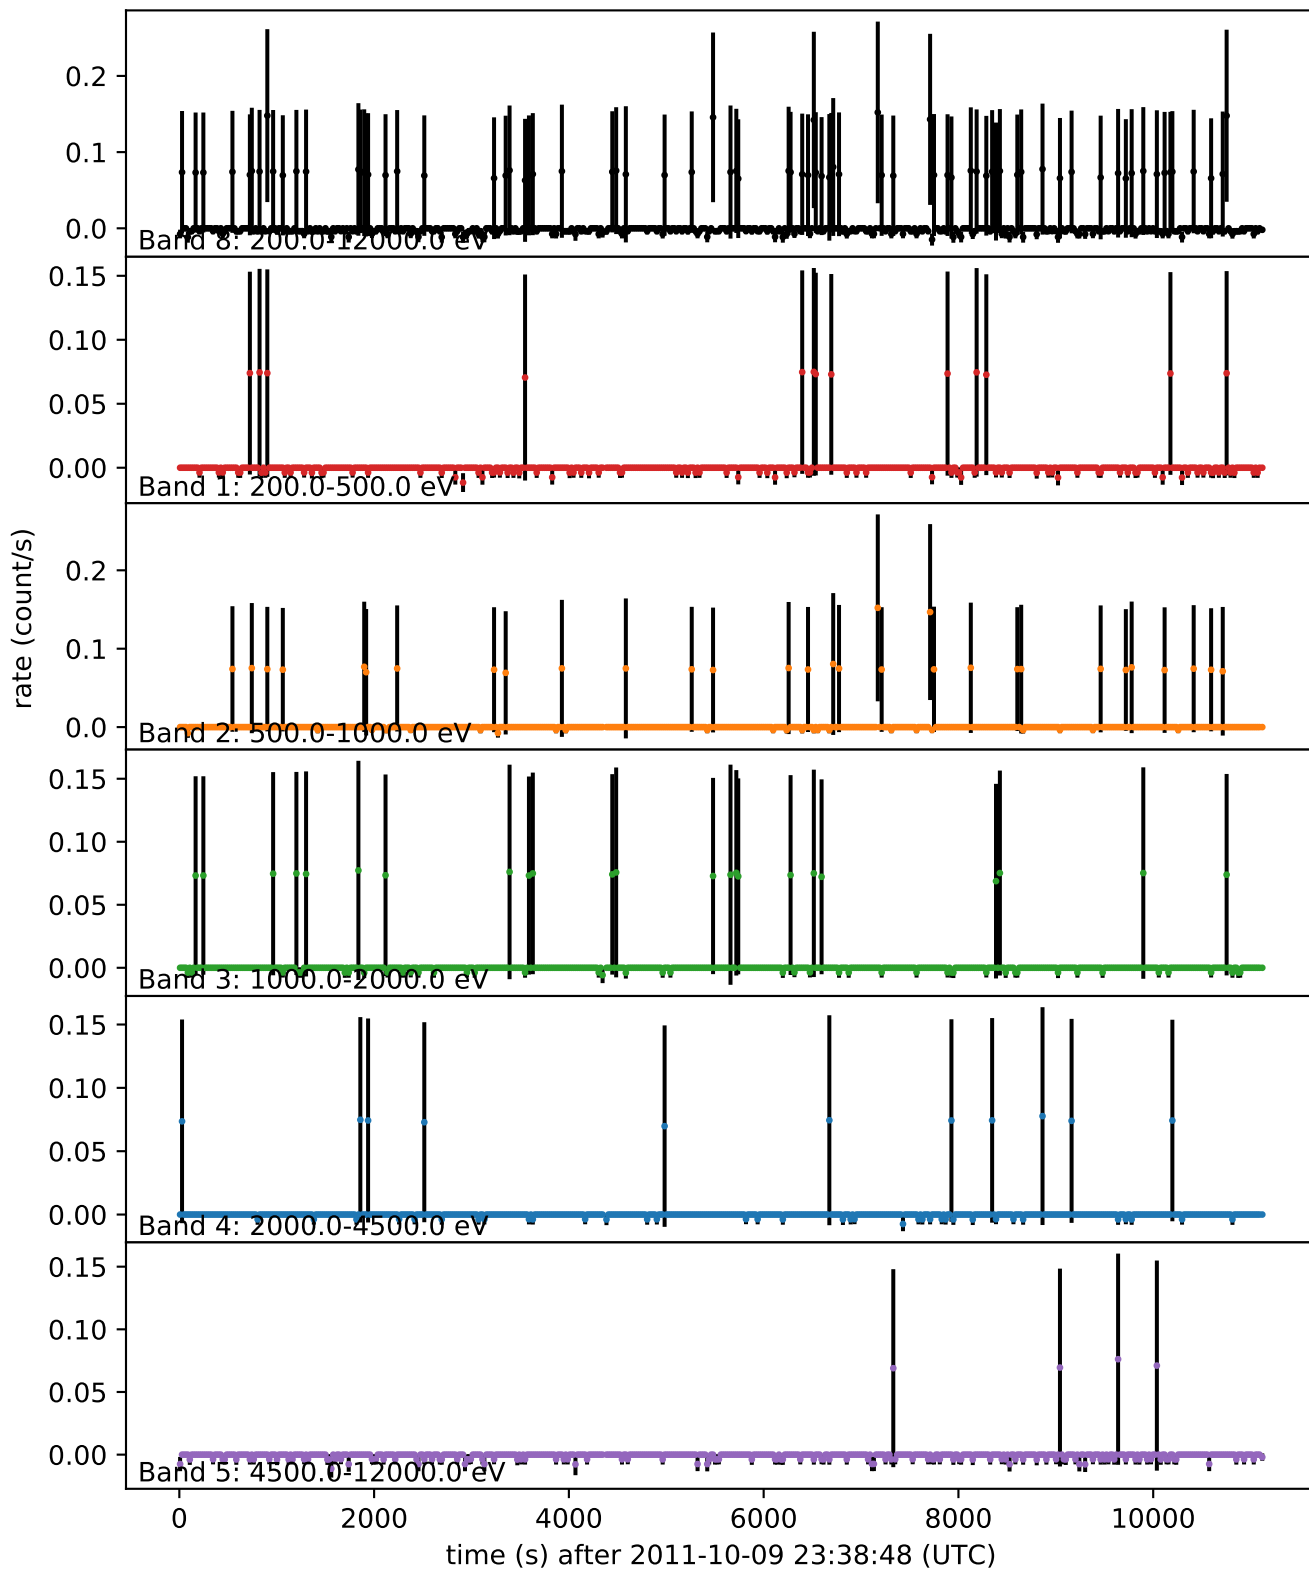 0.2
0.1
0.0
Band 8: 200.0-12000.0 eV
0.15
0.10
0.05
0.00
Band 1: 200.0-500.0 eV
rate (count/s)
0.2
0.1
0.0
Band 2: 500.0-1000.0 eV
0.15
0.10
0.05
0.00
Band 3: 1000.0-2000.0 eV
0.15
0.10
0.05
0.00
Band 4: 2000.0-4500.0 eV
0.15
0.10
0.05
0.00
Band 5: 4500.0-12000.0 eV
0 2000 4000 6000 8000 10000
time (s) after 2011-10-09 23:38:48 (UTC)